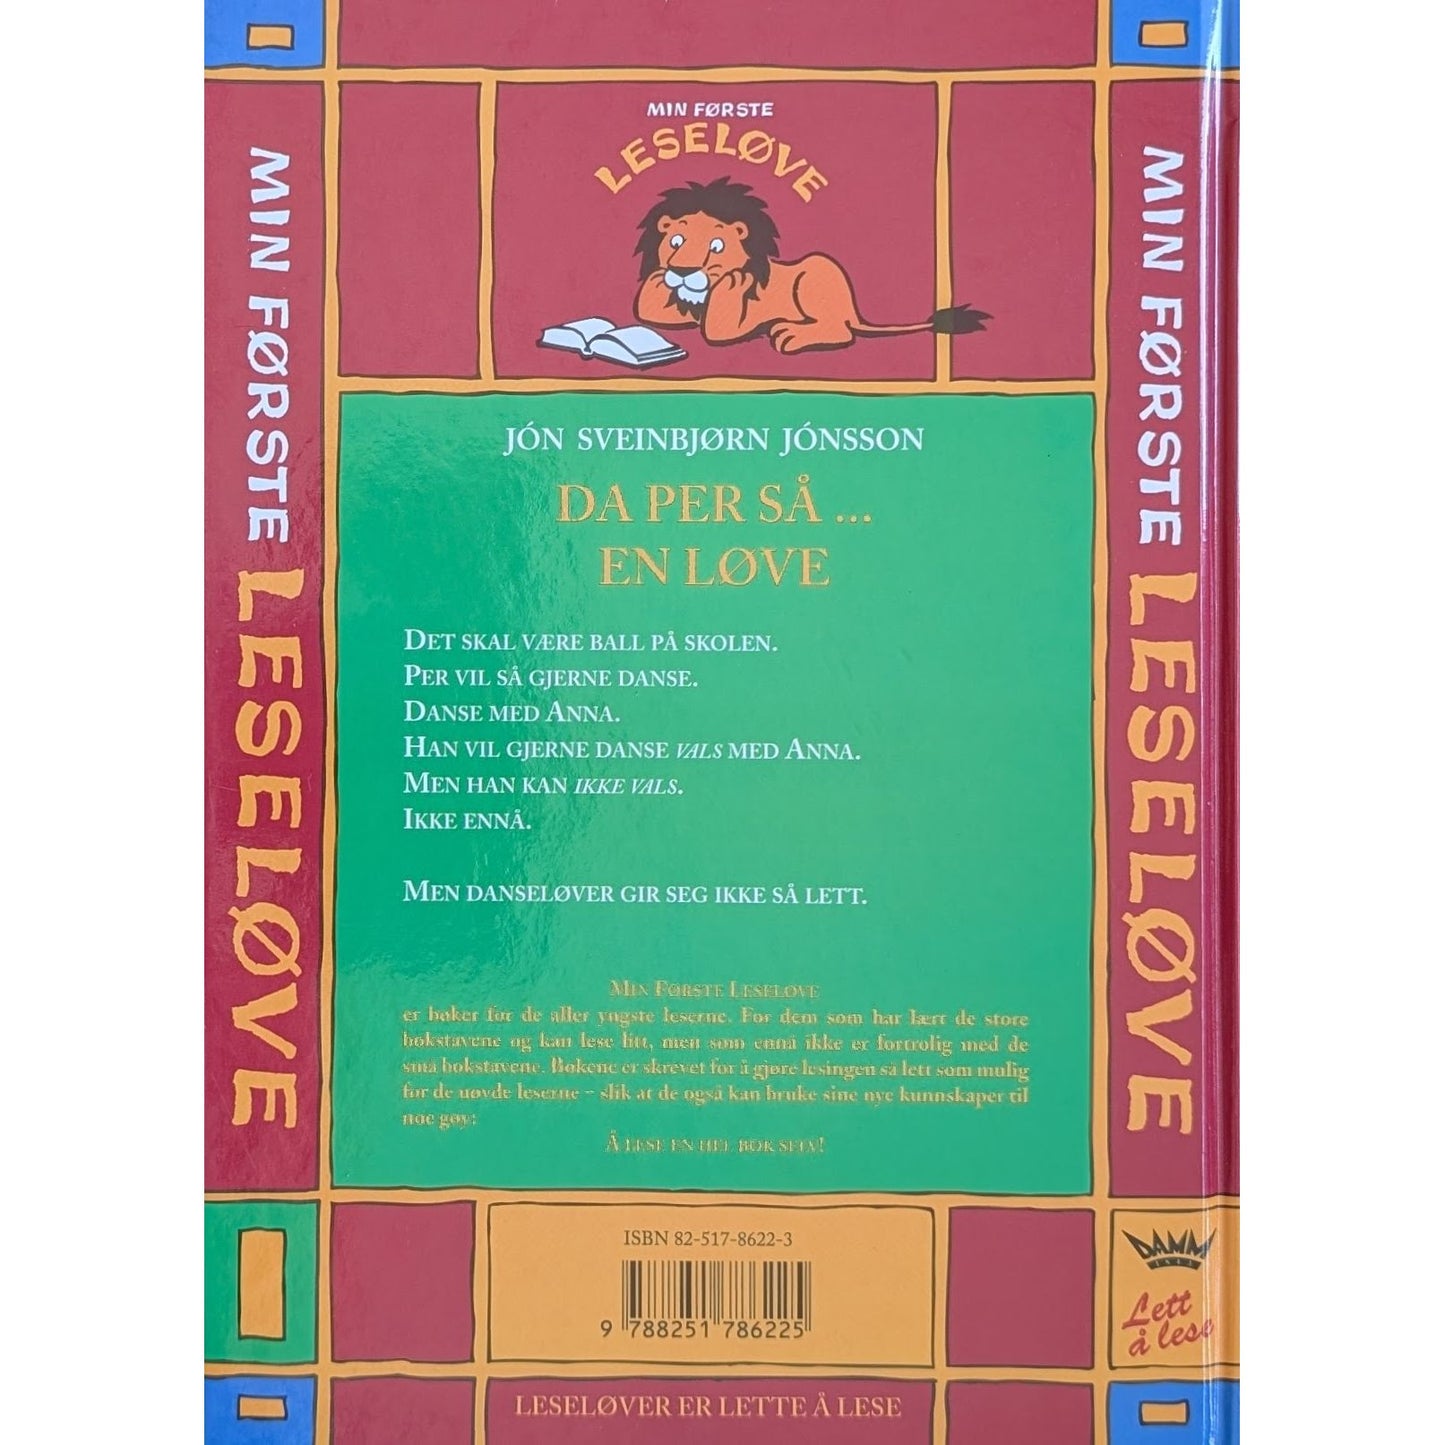 MIN FØRSTE
LESELØVE
MIN FØRSTE LESELØVE
JÓN SVEINBJØRN JÓNSSON
DA PER SÅ ...
EN LØVE
DET SKAL VÆRE BALL PÅ SKOLEN.
PER VIL SÅ GJERNE DANSE.
DANSE MED ANNA.
HAN VIL GJERNE DANSE VALS MED ANNA.
MEN HAN KAN IKKE VALS.
IKKE ENNÅ.
MEN DANSELØVER GIR SEG IKKE SÅ LETT.
MIN FØRSTE LESELØVE
er bøker for de aller yngste leserne. For dem som har lært de store
bokstavene og kan lese litt, men som ennå ikke er fortrolig med de
små bokstavene. Bøkene er skrevet for å gjøre lesingen så lett som mulig
for de uøvde leserne – slik at de også kan bruke sine nye kunnskaper til
noe gøy:
Å LESE EN HEL BOK SELV!
ISBN 82-517-8622-3
9 788251 786225
LESELØVER ER LETTE Å LESE
MIN FØRSTE LESELØVE
DAMM
1843
Lett
å lese